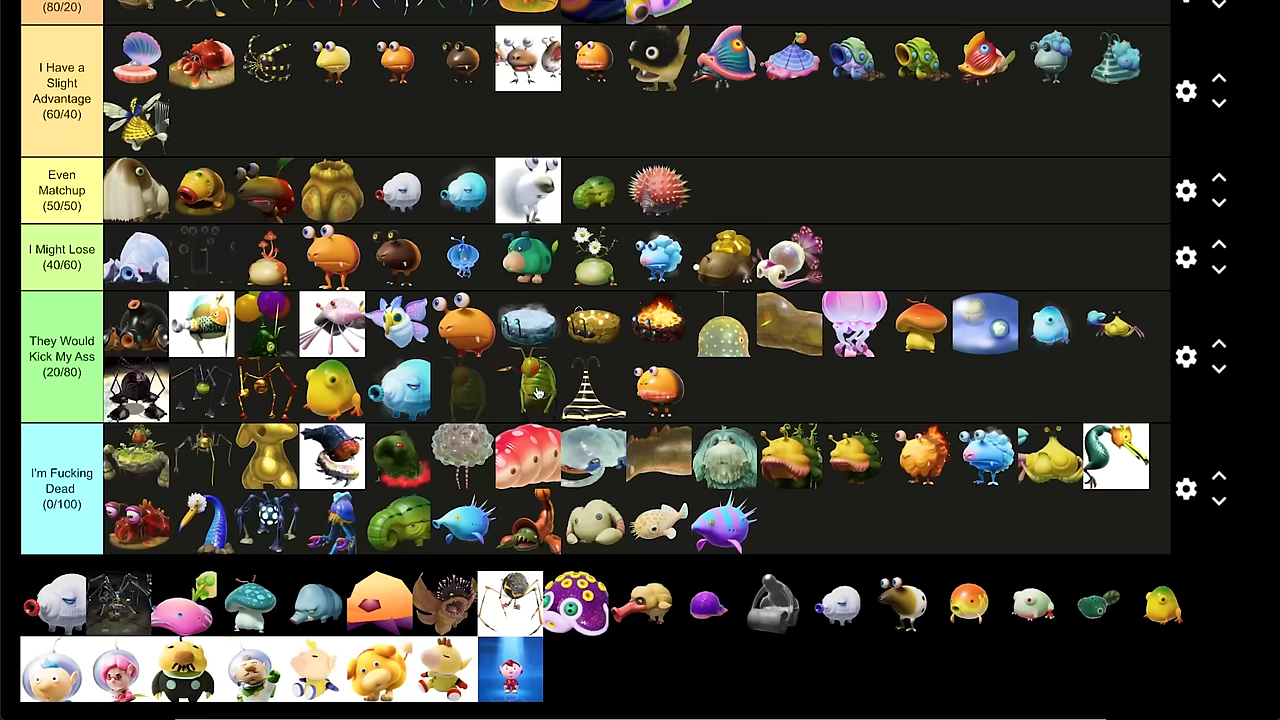 (80/20)
I Have a
Slight
Advantage
(60/40)
Even
Matchup
(50/50)
I Might Lose
(40/60)
They Would
Kick My Ass
(20/80)
I'm Fucking
Dead
(0/100)